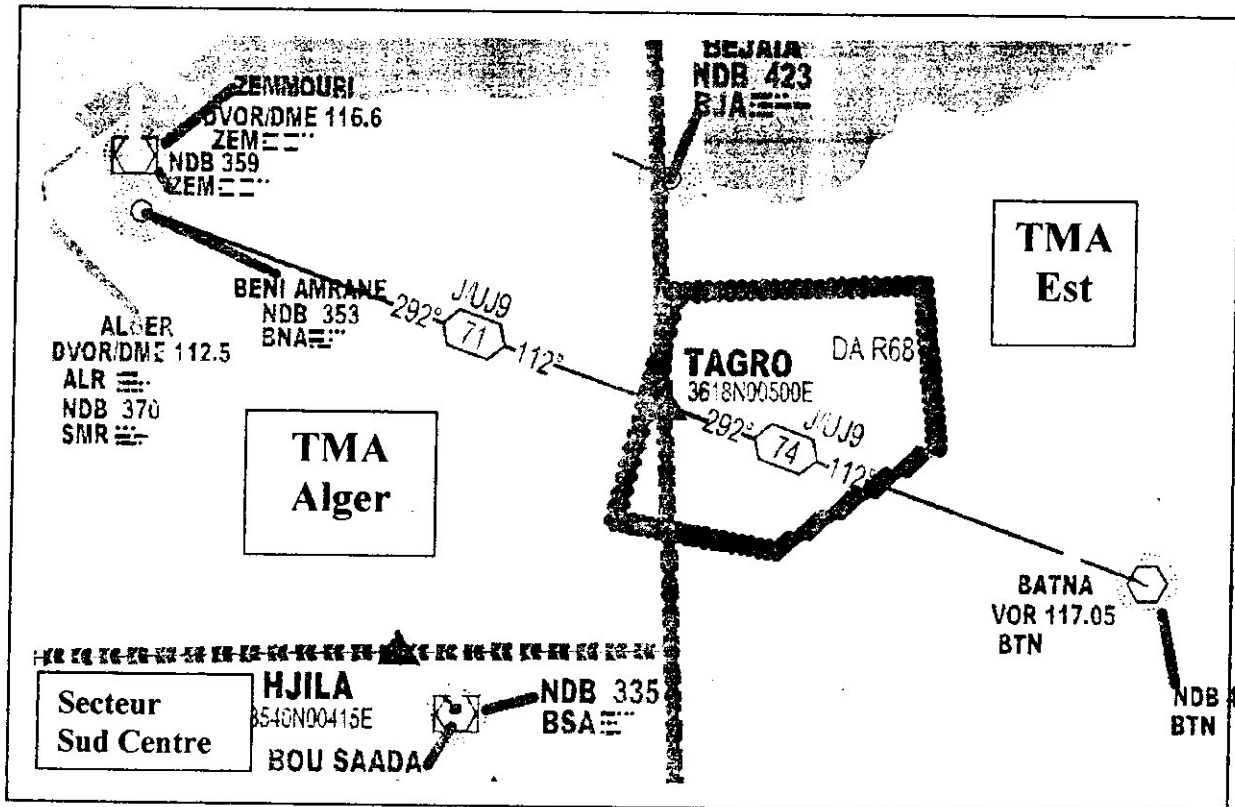 ZEMMOURI
DVOR/DME 116.6
ZEM
NDB 359
ZEM
BEJAIA
NDB 423
BJA
TMA
Est
BENI AMRANE
NDB 353
BNA
292° J/UJ9 71 112°
ALGER
DVOR/DME 112.5
ALR
NDB 370
SMR
TAGRO
3618N00500E
DA R68
292° J/UJ9 74 112°
TMA
Alger
BATNA
VOR 117.05
BTN
NDB 4
BTN
Secteur
Sud Centre
HJILA
3540N00415E
NDB 335
BSA
BOU SAADA